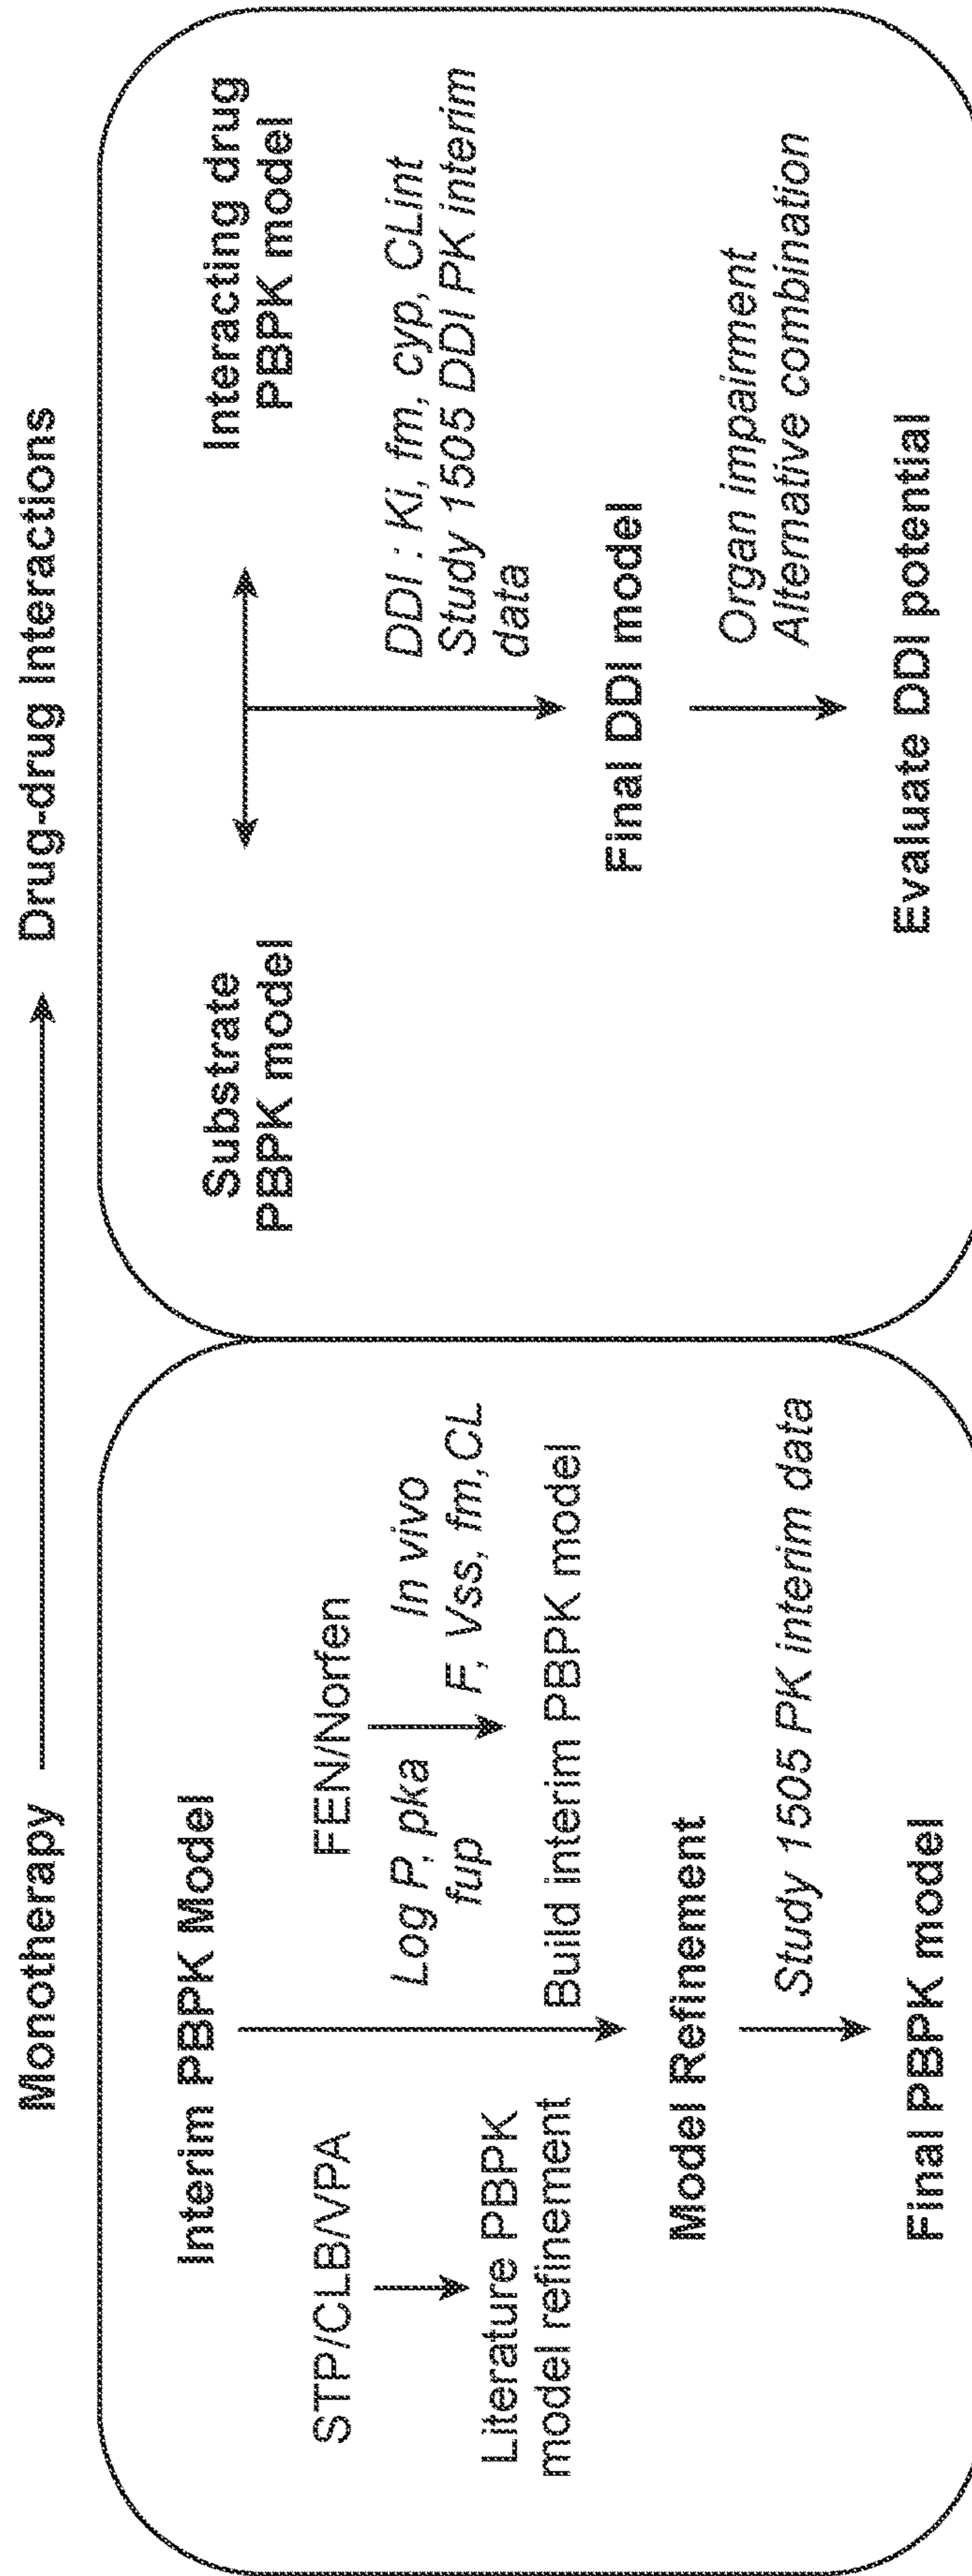 Monotherapy
Drug-drug Interactions
Interim PBPK Model
STP/CLB/VPA
Literature PBPK
model refinement
FEN/Norfen
Log P, pka
fup
In vivo
F, Vss, fm,CL
Build interim PBPK model
Model Refinement
Study 1505 PK interim data
Final PBPK model
Substrate
PBPK model
Interacting drug
PBPK model
DDI : Ki, fm, cyp, CLint
Study 1505 DDI PK interim
data
Final DDI model
Organ impairment
Alternative combination
Evaluate DDI potential